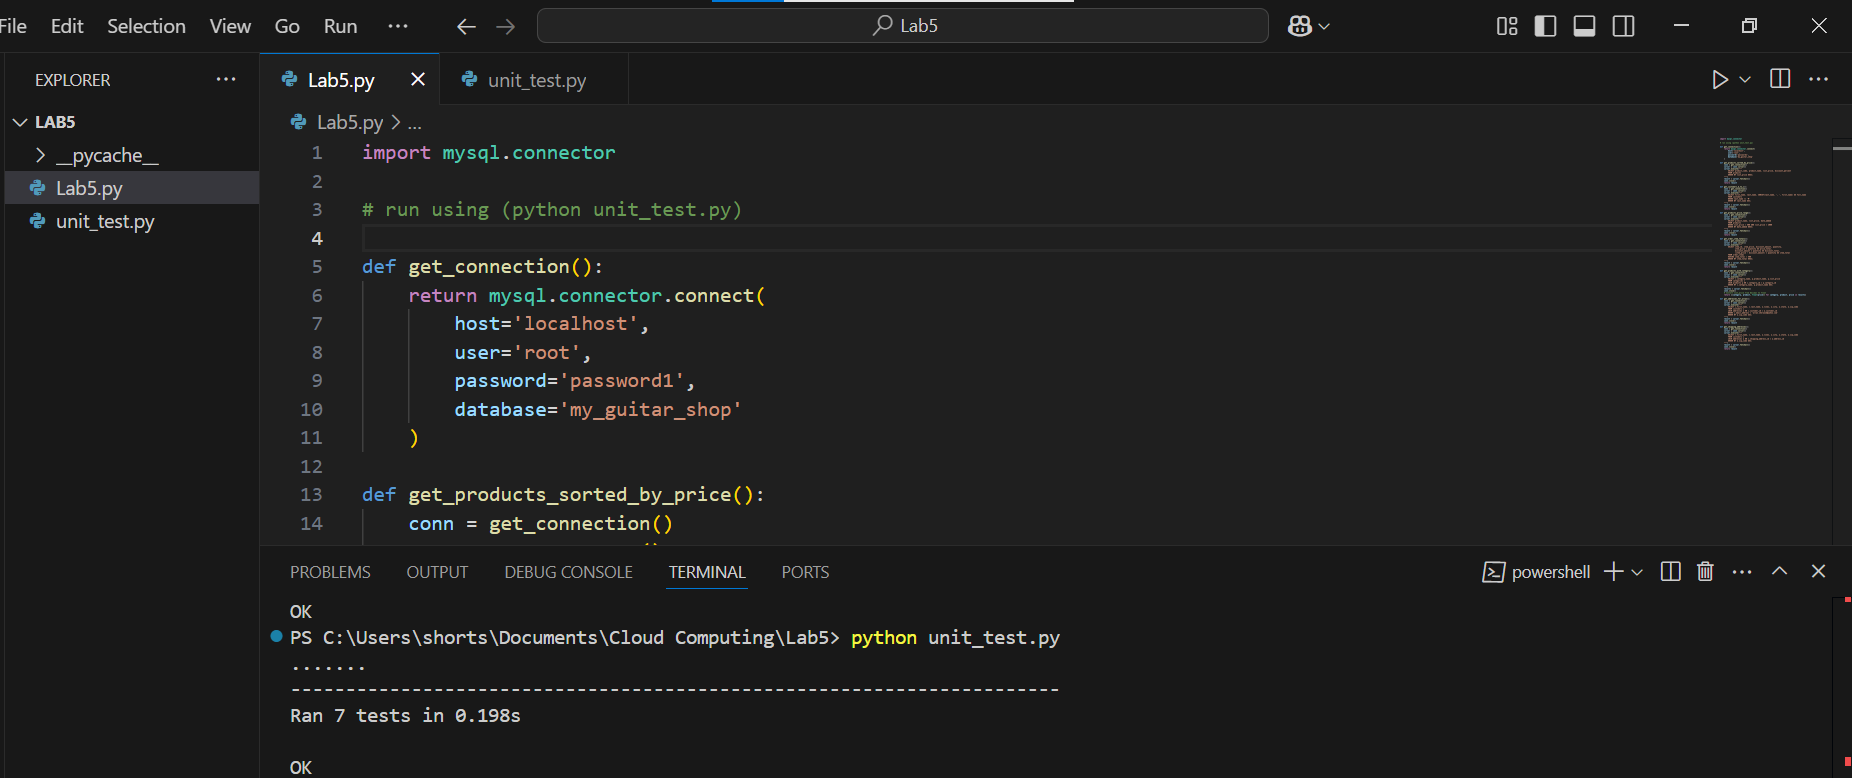 File Edit Selection View Go Run ... Lab5
EXPLORER ...
Lab5.py unit_test.py
LAB5
__pycache__
Lab5.py
unit_test.py
Lab5.py > ...
1 import mysql.connector
2
3 # run using (python unit_test.py)
4
5 def get_connection():
6 return mysql.connector.connect(
7 host='localhost',
8 user='root',
9 password='password1',
10 database='my_guitar_shop'
11 )
12
13 def get_products_sorted_by_price():
14 conn = get_connection()
PROBLEMS OUTPUT DEBUG CONSOLE TERMINAL PORTS powershell
OK
PS C:\Users\shorts\Documents\Cloud Computing\Lab5> python unit_test.py
.......
----------------------------------------------------------------------
Ran 7 tests in 0.198s
OK